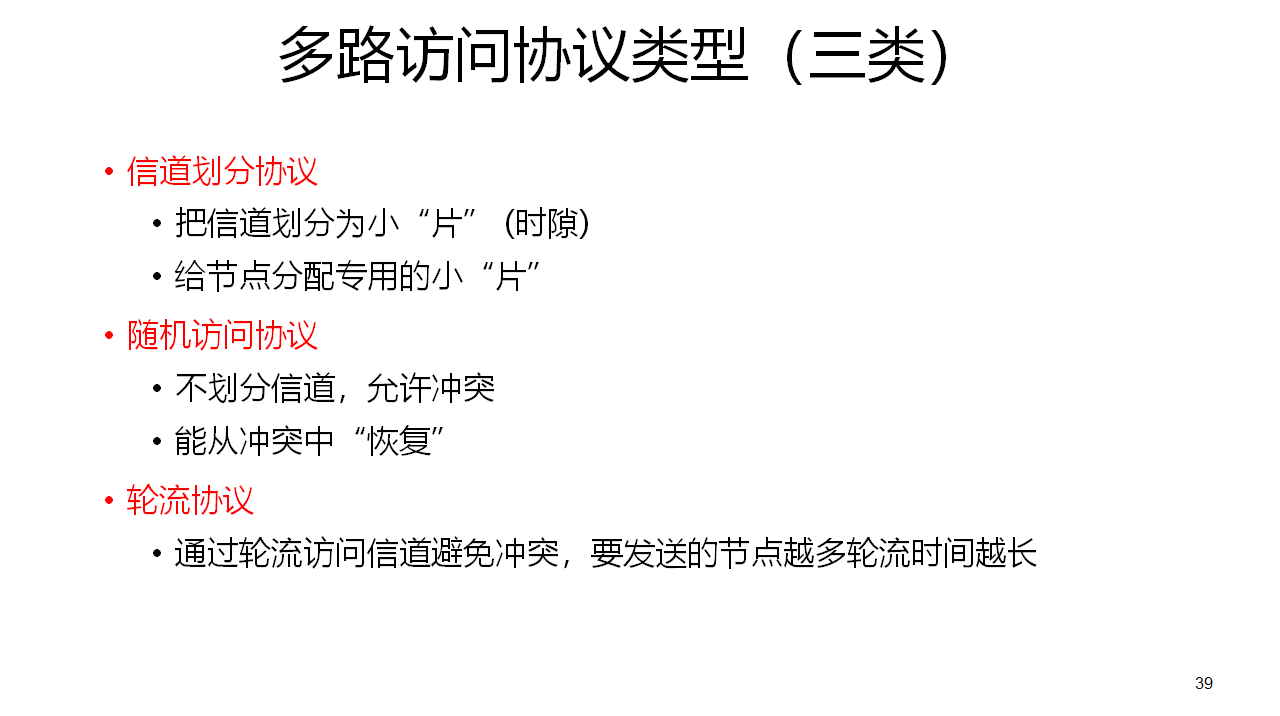 多路访问协议类型（三类）
• 信道划分协议
• 把信道划分为小“片” (时隙)
• 给节点分配专用的小“片”
• 随机访问协议
• 不划分信道，允许冲突
• 能从冲突中“恢复”
• 轮流协议
• 通过轮流访问信道避免冲突，要发送的节点越多轮流时间越长
39